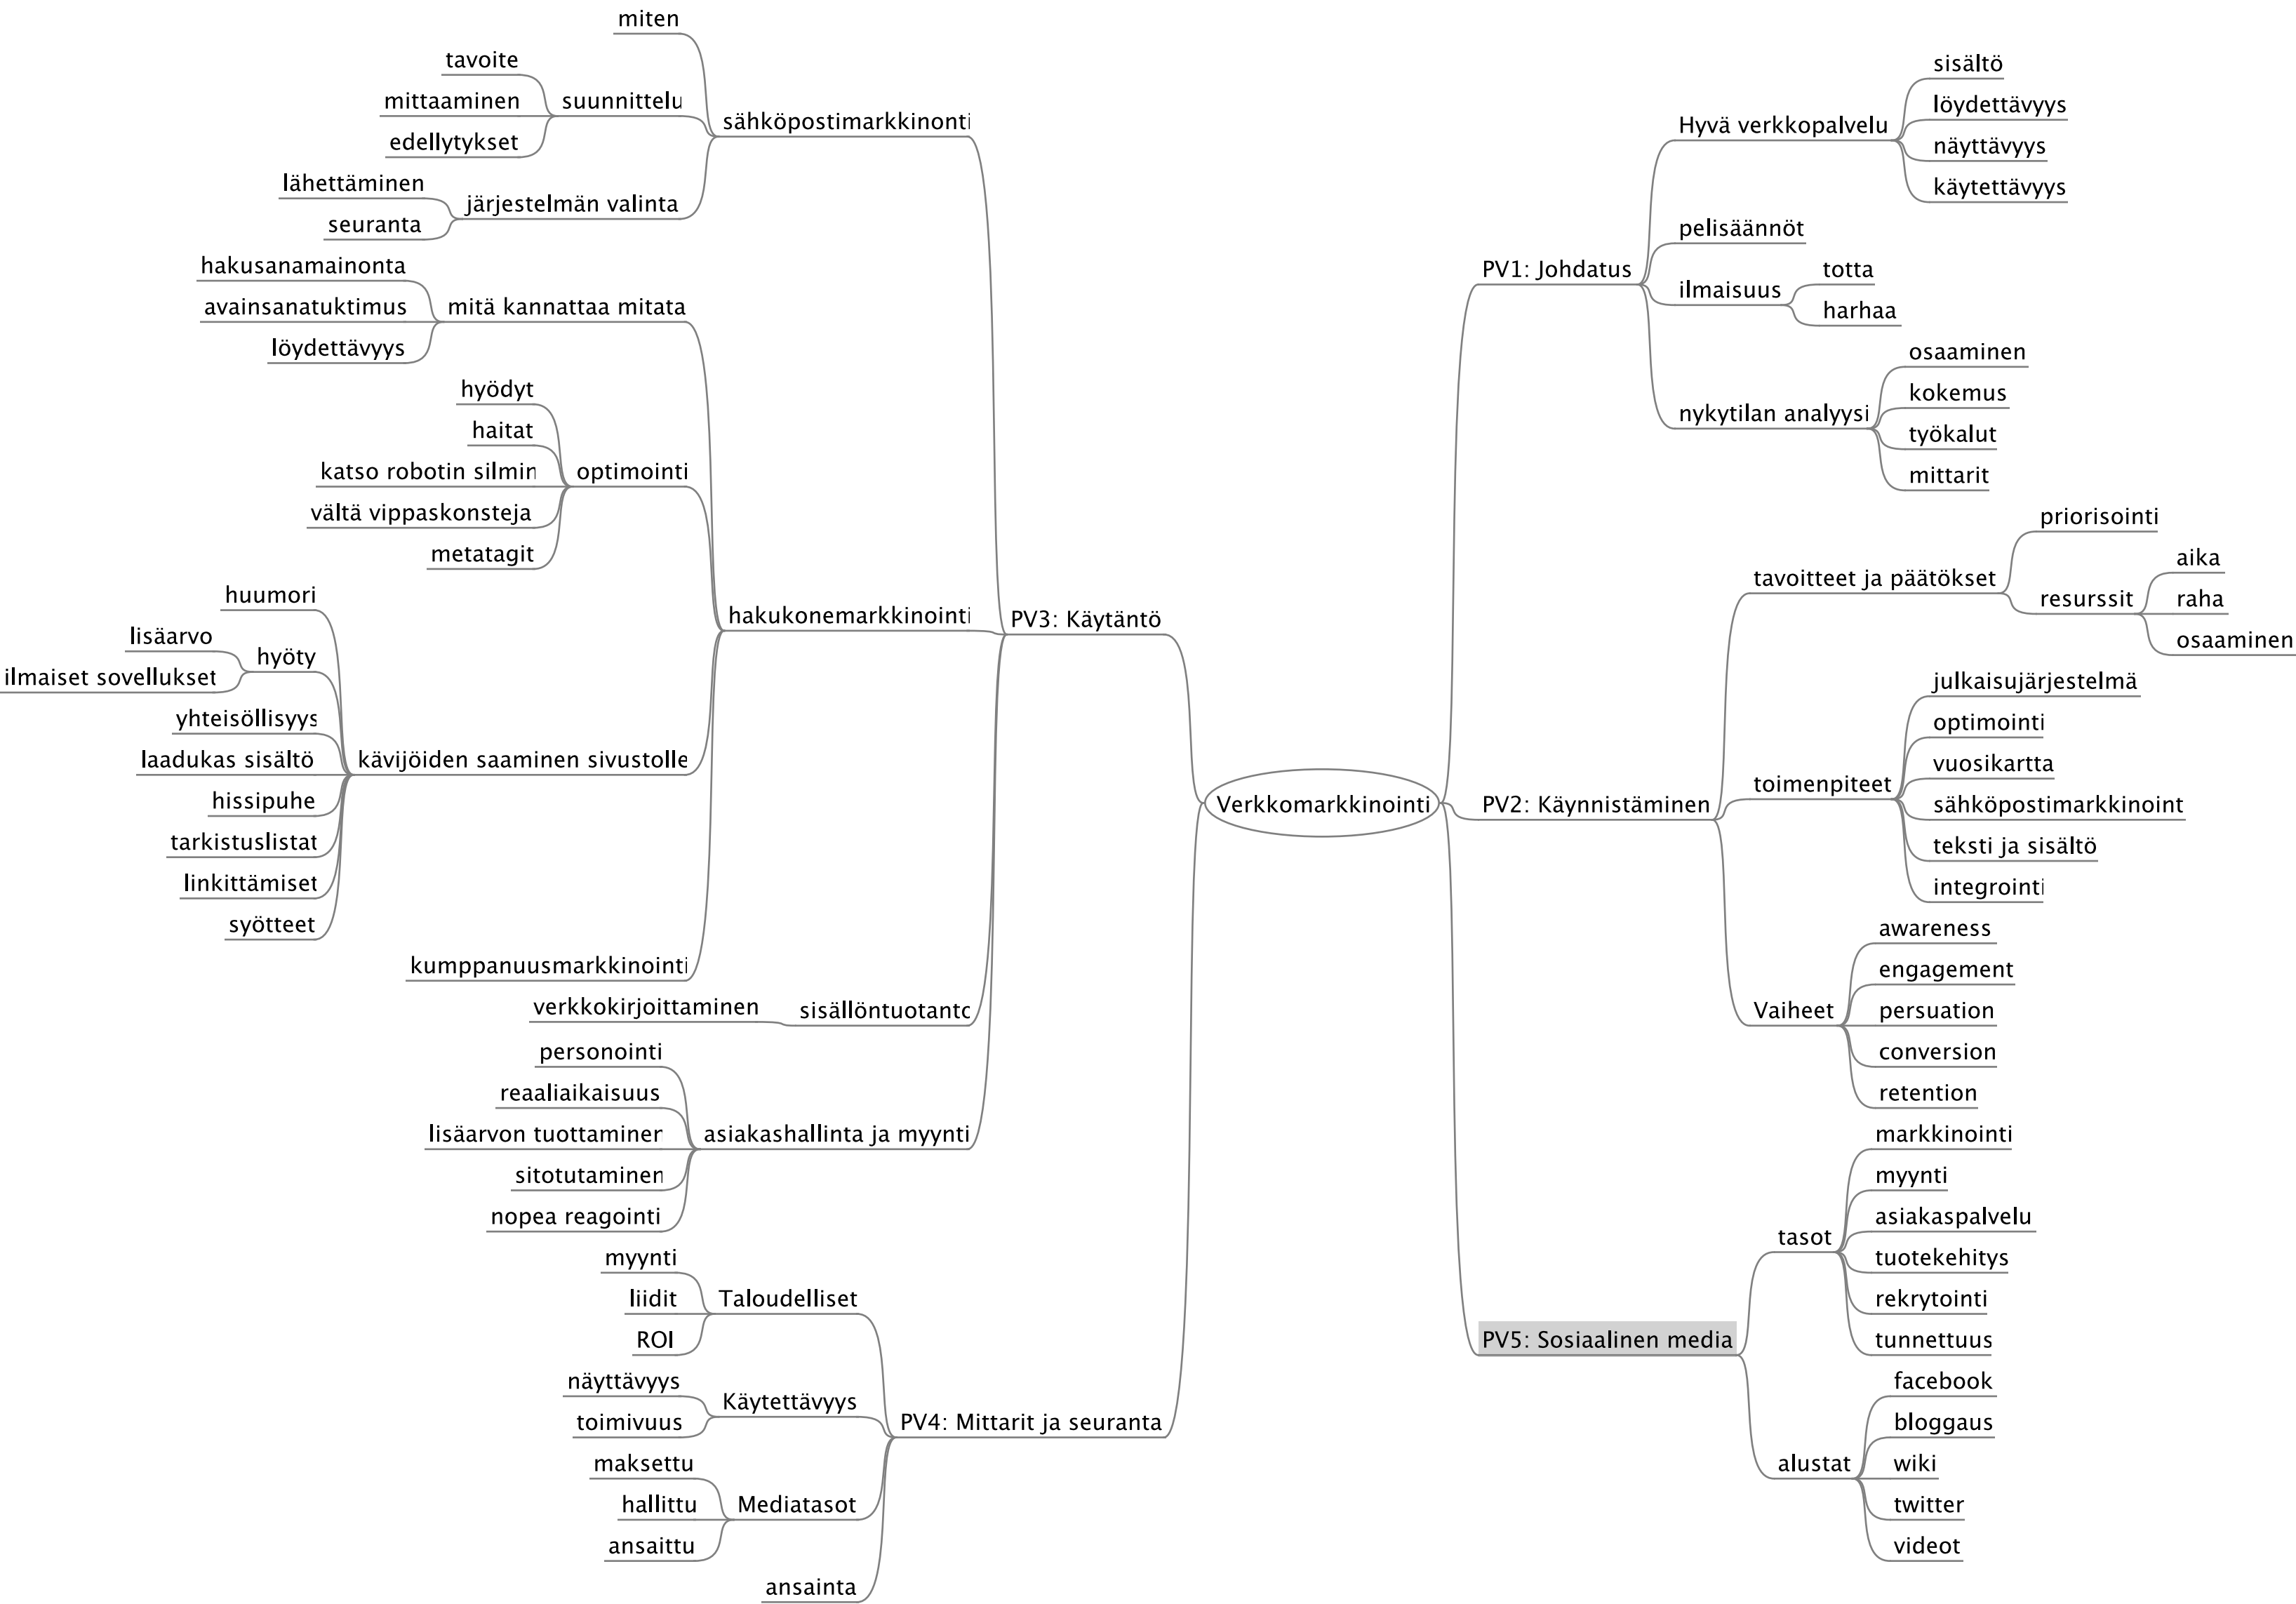 Verkkomarkkinointi
PV1: Johdatus
Hyvä verkkopalvelu
sisältö
löydettävyys
näyttävyys
käytettävyys
pelisäännöt
ilmaisuus
totta
harhaa
nykytilan analyysi
osaaminen
kokemus
työkalut
mittarit
PV2: Käynnistäminen
tavoitteet ja päätökset
priorisointi
resurssit
aika
raha
osaaminen
toimenpiteet
julkaisujärjestelmä
optimointi
vuosikartta
sähköpostimarkkinoint
teksti ja sisältö
integrointi
Vaiheet
awareness
engagement
persuation
conversion
retention
PV5: Sosiaalinen media
tasot
markkinointi
myynti
asiakaspalvelu
tuotekehitys
rekrytointi
tunnettuus
alustat
facebook
bloggaus
wiki
twitter
videot
PV3: Käytäntö
sähköpostimarkkinonti
miten
suunnittelu
tavoite
mittaaminen
edellytykset
järjestelmän valinta
lähettäminen
seuranta
hakukonemarkkinointi
mitä kannattaa mitata
hakusanamainonta
avainsanatuktimus
löydettävyys
optimointi
hyödyt
haitat
katso robotin silmin
vältä vippaskonsteja
metatagit
kävijöiden saaminen sivustolle
huumori
hyöty
lisäarvo
ilmaiset sovellukset
yhteisöllisyys
laadukas sisältö
hissipuhe
tarkistuslistat
linkittämiset
syötteet
kumppanuusmarkkinointi
sisällöntuotanto
verkkokirjoittaminen
asiakashallinta ja myynti
personointi
reaaliaikaisuus
lisäarvon tuottaminen
sitotutaminen
nopea reagointi
PV4: Mittarit ja seuranta
Taloudelliset
myynti
liidit
ROI
Käytettävyys
näyttävyys
toimivuus
Mediatasot
maksettu
hallittu
ansaittu
ansainta